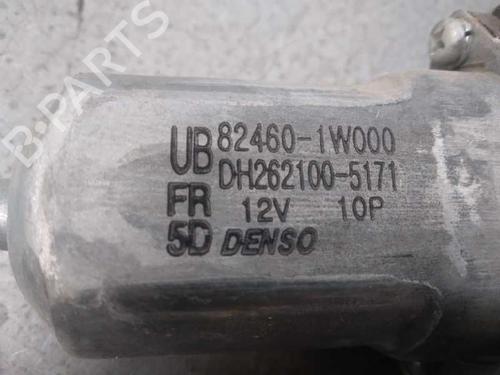 UB 82460-1W000
DH262100-5171
FR 12V 10P
5D DENSO
B-PARTS